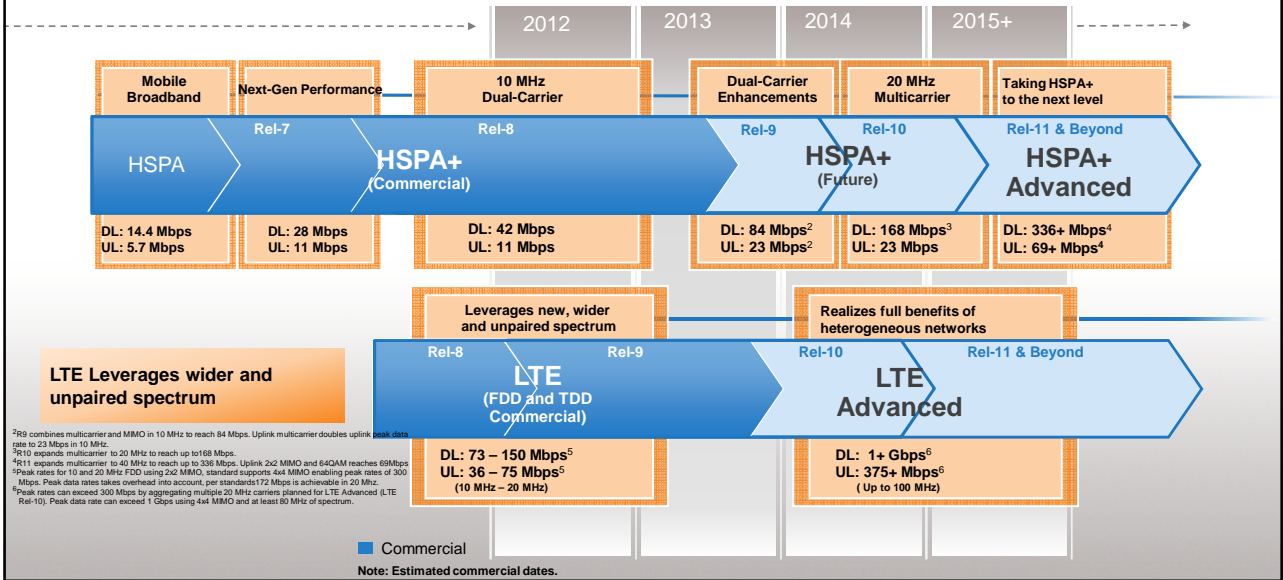 2012
2013
2014
2015+
Mobile
Broadband
Next-Gen Performance
10 MHz
Dual-Carrier
Dual-Carrier
Enhancements
20 MHz
Multicarrier
Taking HSPA+
to the next level
Rel-7
Rel-8
Rel-9
Rel-10
Rel-11 & Beyond
HSPA
HSPA+
(Commercial)
HSPA+
(Future)
HSPA+
Advanced
DL: 14.4 Mbps
UL: 5.7 Mbps
DL: 28 Mbps
UL: 11 Mbps
DL: 42 Mbps
UL: 11 Mbps
DL: 84 Mbps²
UL: 23 Mbps²
DL: 168 Mbps³
UL: 23 Mbps
DL: 336+ Mbps⁴
UL: 69+ Mbps⁴
Leverages new, wider
and unpaired spectrum
Realizes full benefits of
heterogeneous networks
Rel-8
Rel-9
Rel-10
Rel-11 & Beyond
LTE
(FDD and TDD
Commercial)
LTE
Advanced
LTE Leverages wider and
unpaired spectrum
DL: 73 – 150 Mbps⁵
UL: 36 – 75 Mbps⁵
(10 MHz – 20 MHz)
DL: 1+ Gbps⁶
UL: 375+ Mbps⁶
( Up to 100 MHz)
²R9 combines multicarrier and MIMO in 10 MHz to reach 84 Mbps. Uplink multicarrier doubles uplink peak data
rate to 23 Mbps in 10 MHz.
³R10 expands multicarrier to 20 MHz to reach up to168 Mbps.
⁴R11 expands multicarrier to 40 MHz to reach up to 336 Mbps. Uplink 2x2 MIMO and 64QAM reaches 69Mbps
⁵Peak rates for 10 and 20 MHz FDD using 2x2 MIMO, standard supports 4x4 MIMO enabling peak rates of 300
Mbps. Peak data rates takes overhead into account, per standards172 Mbps is achievable in 20 Mhz.
⁶Peak rates can exceed 300 Mbps by aggregating multiple 20 MHz carriers planned for LTE Advanced (LTE
Rel-10). Peak data rate can exceed 1 Gbps using 4x4 MIMO and at least 80 MHz of spectrum.
Commercial
Note: Estimated commercial dates.